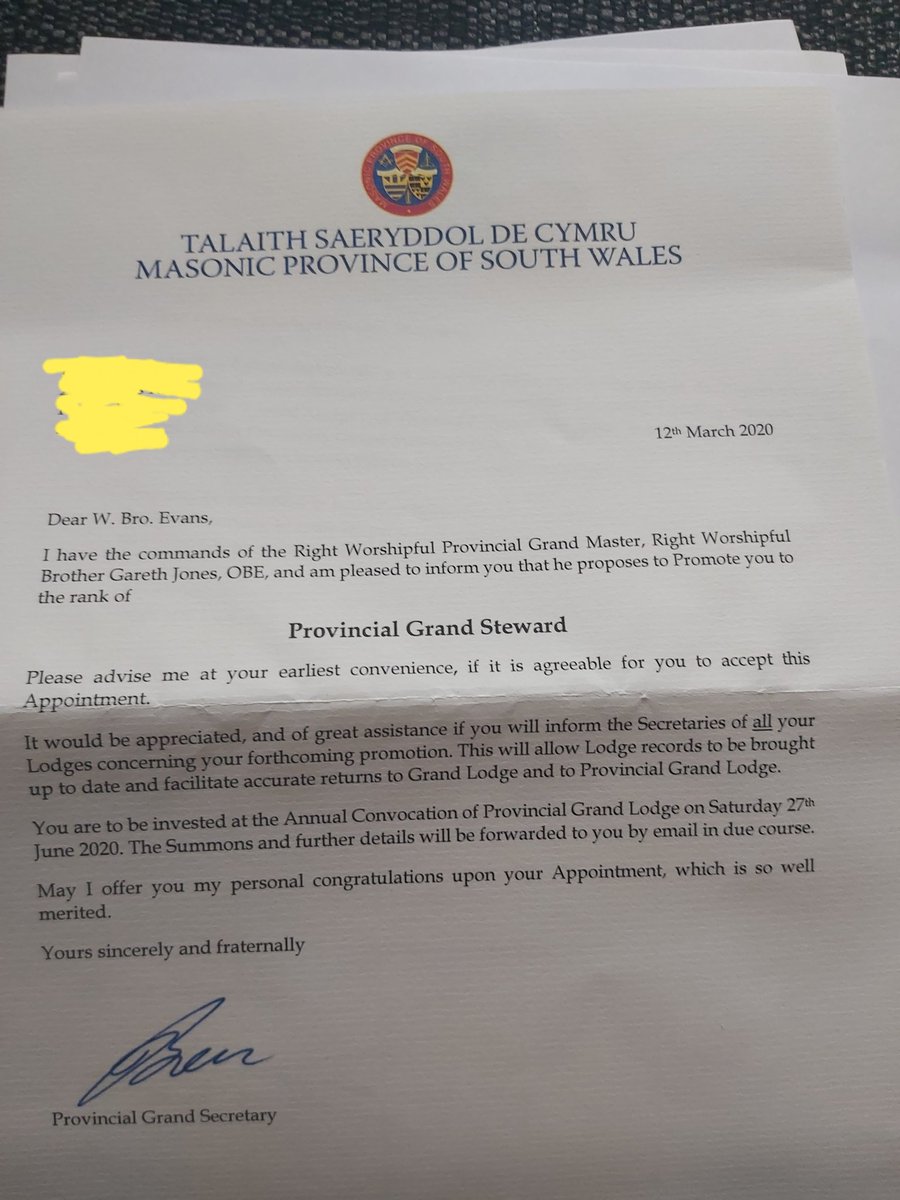 MASONIC PROVINCE OF SOUTH WALES
TALAITH SAERYDDOL DE CYMRU
MASONIC PROVINCE OF SOUTH WALES
12th March 2020
Dear W. Bro. Evans,
I have the commands of the Right Worshipful Provincial Grand Master, Right Worshipful
Brother Gareth Jones, OBE, and am pleased to inform you that he proposes to Promote you to
the rank of
Provincial Grand Steward
Please advise me at your earliest convenience, if it is agreeable for you to accept this
Appointment.
It would be appreciated, and of great assistance if you will inform the Secretaries of all your
Lodges concerning your forthcoming promotion. This will allow Lodge records to be brought
up to date and facilitate accurate returns to Grand Lodge and to Provincial Grand Lodge.
You are to be invested at the Annual Convocation of Provincial Grand Lodge on Saturday 27th
June 2020. The Summons and further details will be forwarded to you by email in due course.
May I offer you my personal congratulations upon your Appointment, which is so well
merited.
Yours sincerely and fraternally
Provincial Grand Secretary